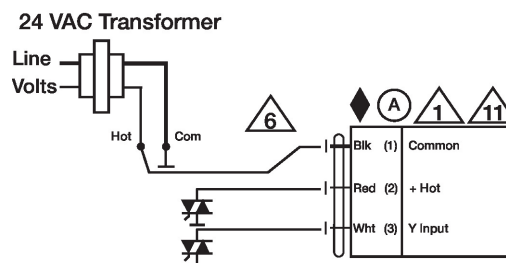 24 VAC Transformer
Line
Volts
Hot Com
6
A 1 11
Blk (1) Common
Red (2) + Hot
Wht (3) Y Input